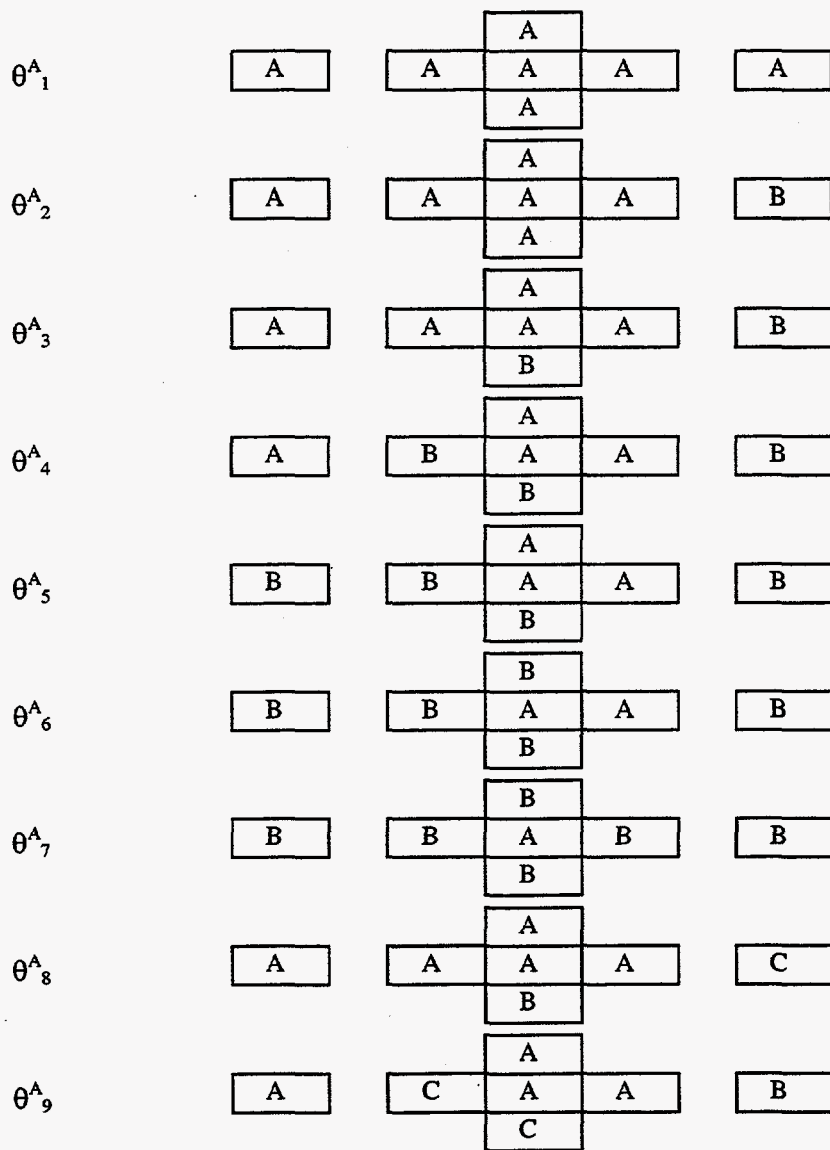 A
θᴬ₁ A A A A A
A
A
θᴬ₂ A A A A B
A
A
θᴬ₃ A A A A B
B
A
θᴬ₄ A B A A B
B
A
θᴬ₅ B B A A B
B
B
θᴬ₆ B B A A B
B
B
θᴬ₇ B B A B B
B
A
θᴬ₈ A A A A C
B
A
θᴬ₉ A C A A B
C